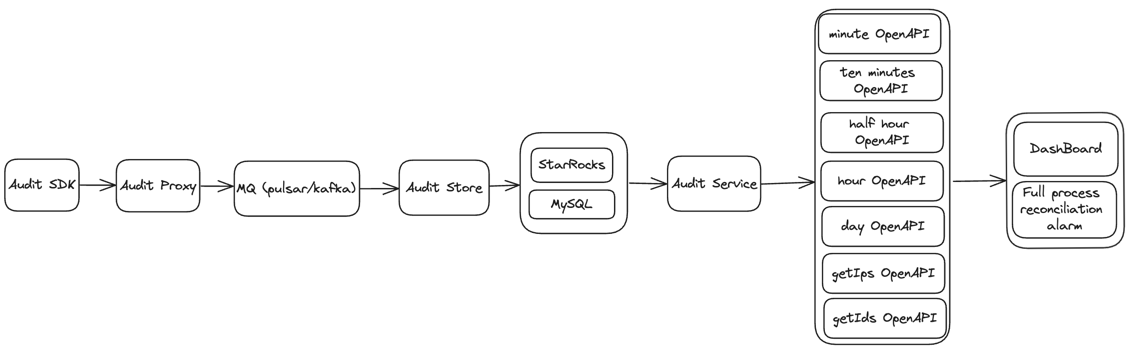 Audit SDK
Audit Proxy
MQ (pulsar/kafka)
Audit Store
StarRocks
MySQL
Audit Service
minute OpenAPI
ten minutes
OpenAPI
half hour
OpenAPI
hour OpenAPI
day OpenAPI
getIps OpenAPI
getIds OpenAPI
DashBoard
Full process
reconciliation
alarm